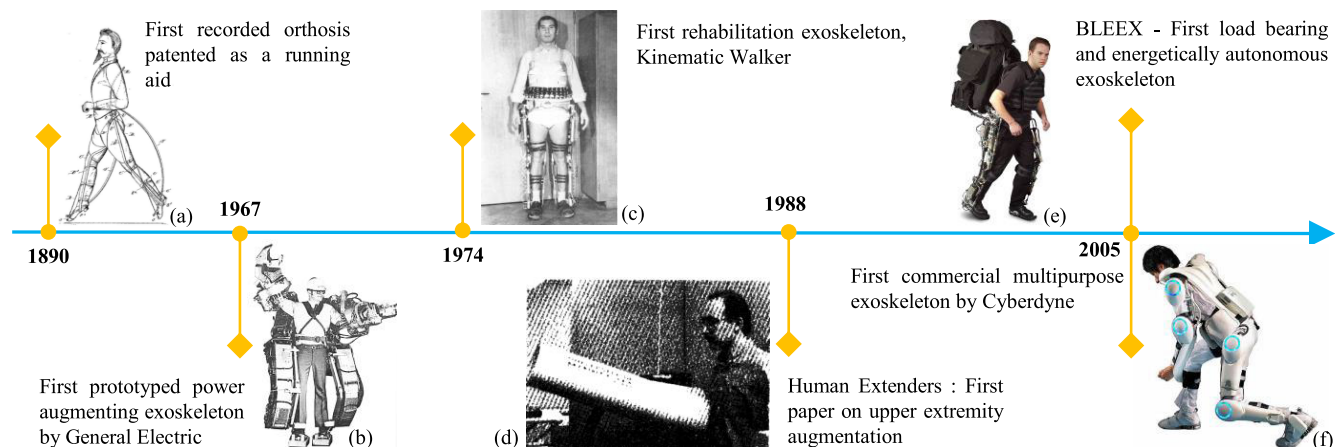 First recorded orthosis
patented as a running
aid
(a)
1890
1967
First prototyped power
augmenting exoskeleton
by General Electric
(b)
First rehabilitation exoskeleton,
Kinematic Walker
(c)
1974
(d)
1988
Human Extenders : First
paper on upper extremity
augmentation
BLEEX - First load bearing
and energetically autonomous
exoskeleton
(e)
2005
First commercial multipurpose
exoskeleton by Cyberdyne
(f)